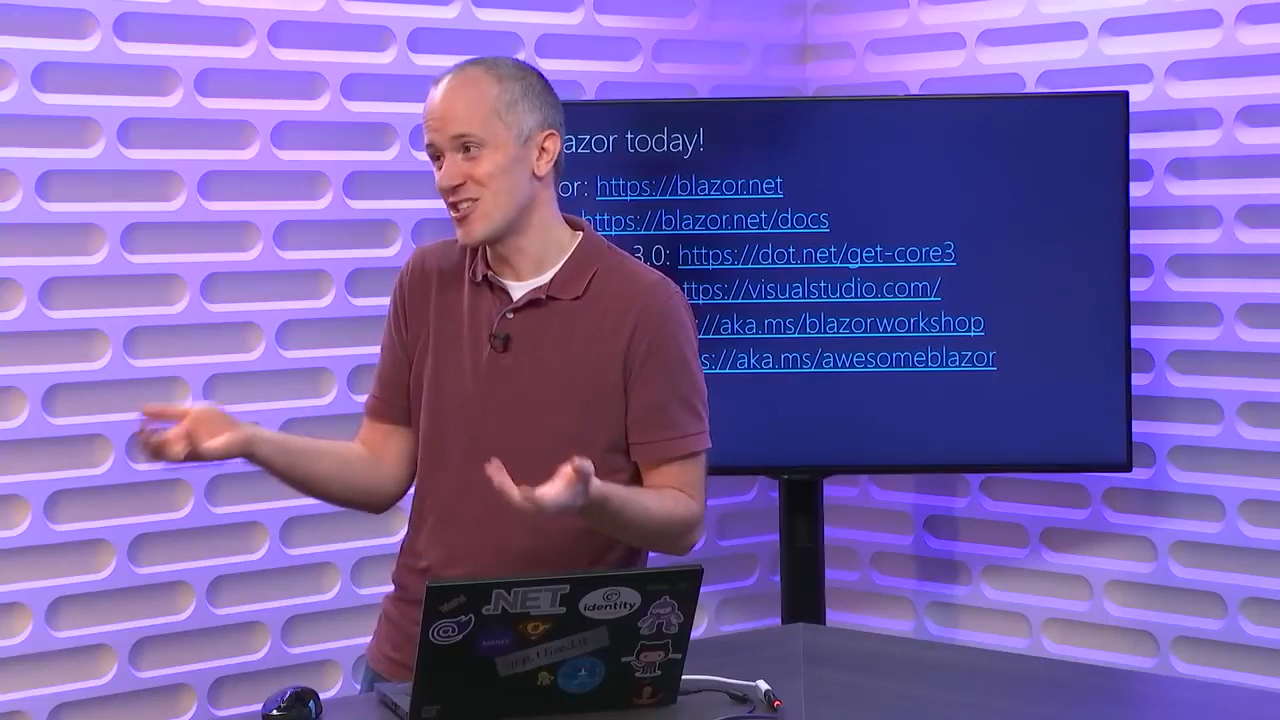 azor today!
or: https://blazor.net
https://blazor.net/docs
3.0: https://dot.net/get-core3
ttps://visualstudio.com/
://aka.ms/blazorworkshop
s://aka.ms/awesomeblazor
.NET
identity